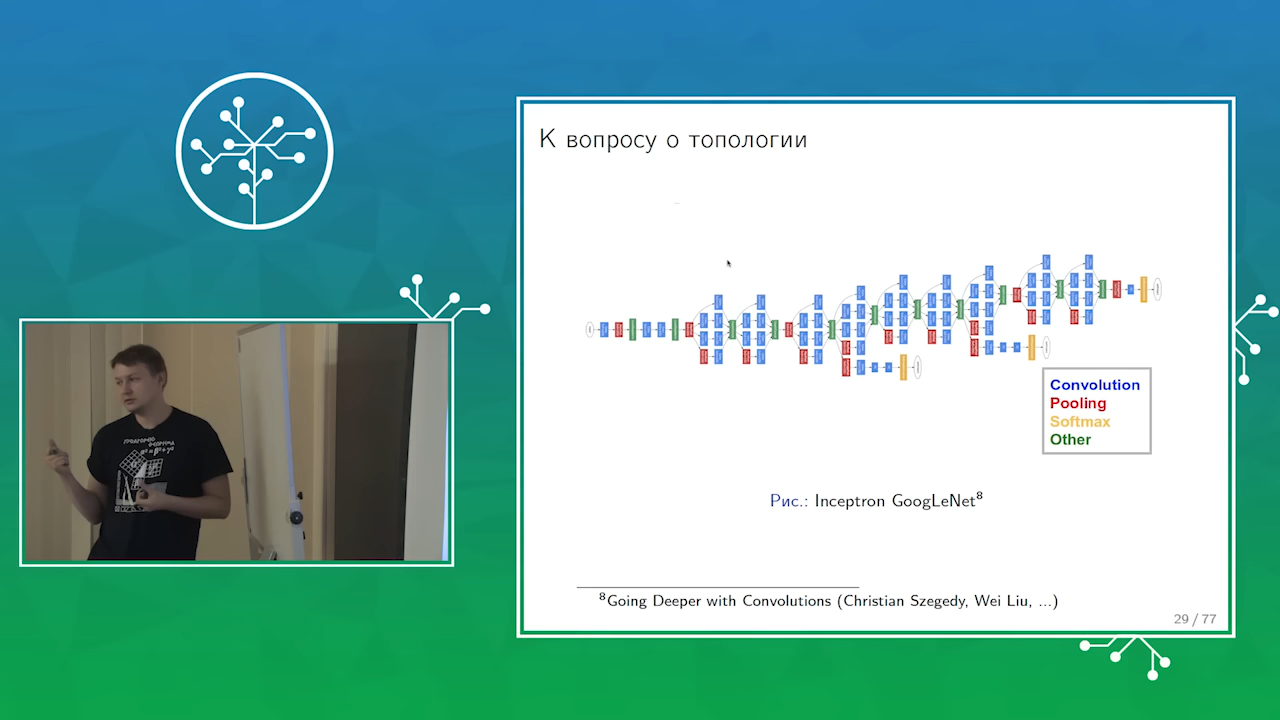 К вопросу о топологии
Convolution
Pooling
Softmax
Other
Рис.: Inceptron GoogLeNet⁸
⁸Going Deeper with Convolutions (Christian Szegedy, Wei Liu, ...)
29 / 77